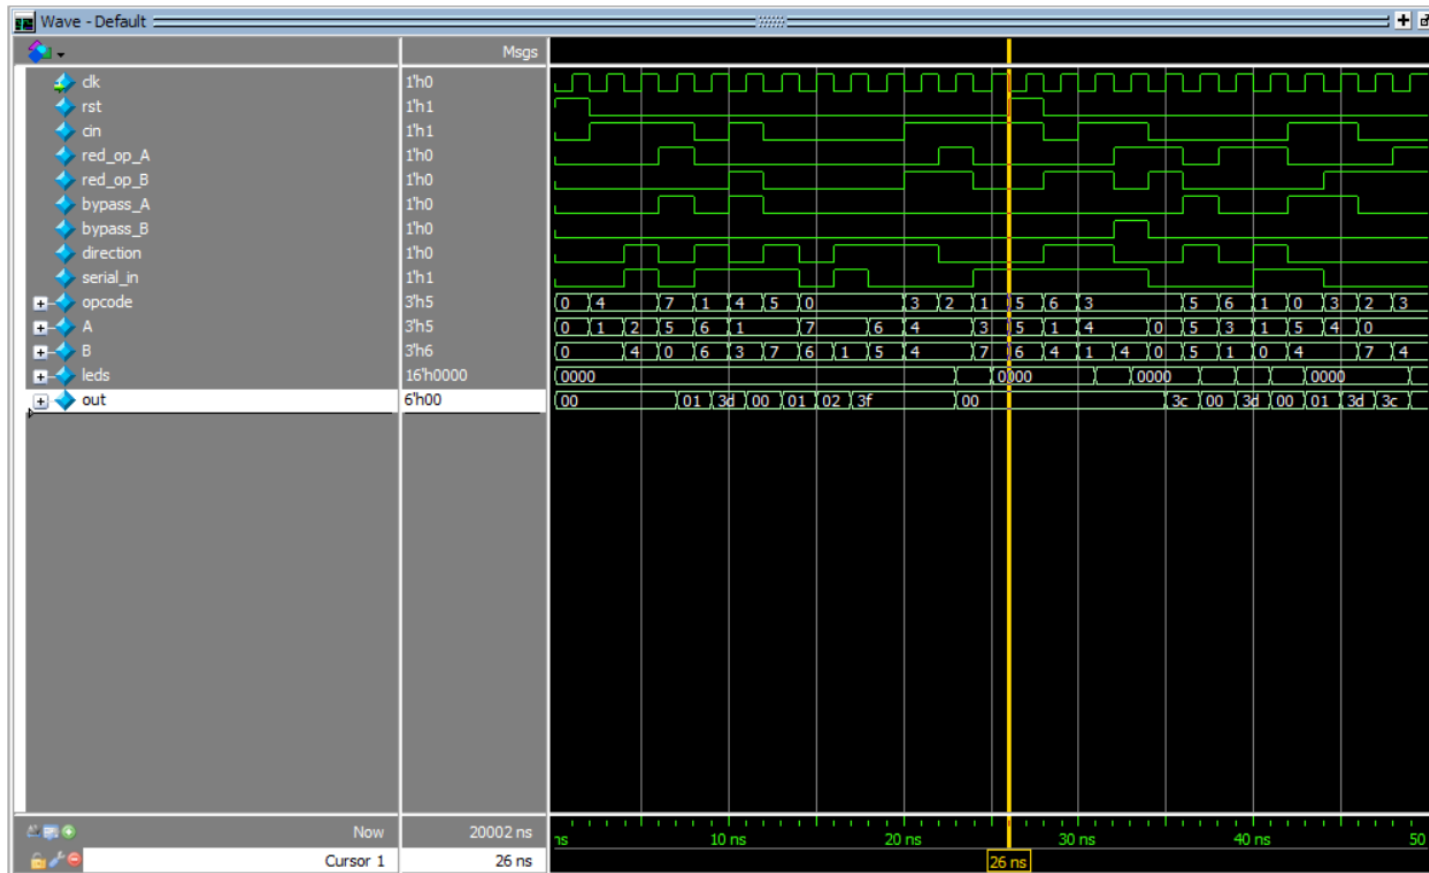 Wave - Default
Msgs
clk 1'h0
rst 1'h1
cin 1'h1
red_op_A 1'h0
red_op_B 1'h0
bypass_A 1'h0
bypass_B 1'h0
direction 1'h0
serial_in 1'h1
opcode 3'h5 0 4 7 1 4 5 0 3 2 1 5 6 3 5 6 1 0 3 2 3
A 3'h5 0 1 2 5 6 1 7 6 4 3 5 1 4 0 5 3 1 5 4 0
B 3'h6 0 4 0 6 3 7 6 1 5 4 7 6 4 1 4 0 5 1 0 4 7 4
leds 16'h0000 0000 0000 0000 0000
out 6'h00 00 01 3d 00 01 02 3f 00 3c 00 3d 00 01 3d 3c
Now 20002 ns ns 10 ns 20 ns 30 ns 40 ns 50
Cursor 1 26 ns 26 ns